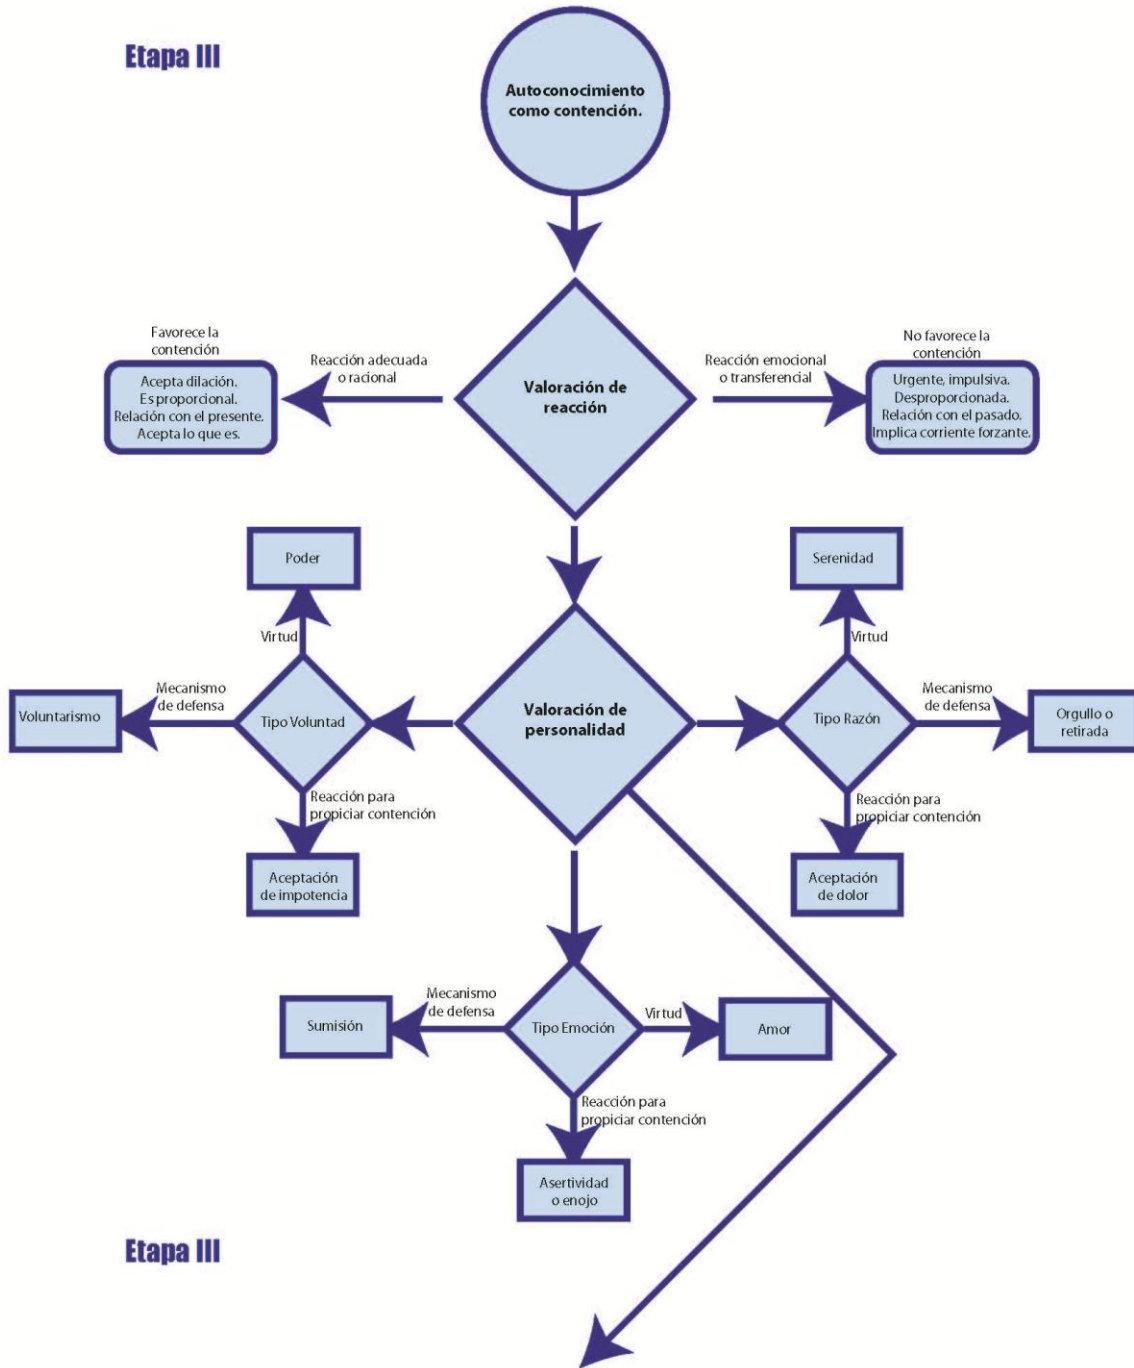 Etapa III
Autoconocimiento
como contención.
Favorece la
contención
Acepta dilación.
Es proporcional.
Relación con el presente.
Acepta lo que es.
Reacción adecuada
o racional
Valoración de
reacción
Reacción emocional
o transferencial
No favorece la
contención
Urgente, impulsiva.
Desproporcionada.
Relación con el pasado.
Implica corriente forzante.
Poder
Virtud
Mecanismo
de defensa
Voluntarismo
Tipo Voluntad
Reacción para
propiciar contención
Aceptación
de impotencia
Valoración de
personalidad
Serenidad
Virtud
Tipo Razón
Mecanismo
de defensa
Orgullo o
retirada
Reacción para
propiciar contención
Aceptación
de dolor
Sumisión
Mecanismo
de defensa
Tipo Emoción
Virtud
Amor
Reacción para
propiciar contención
Asertividad
o enojo
Etapa III